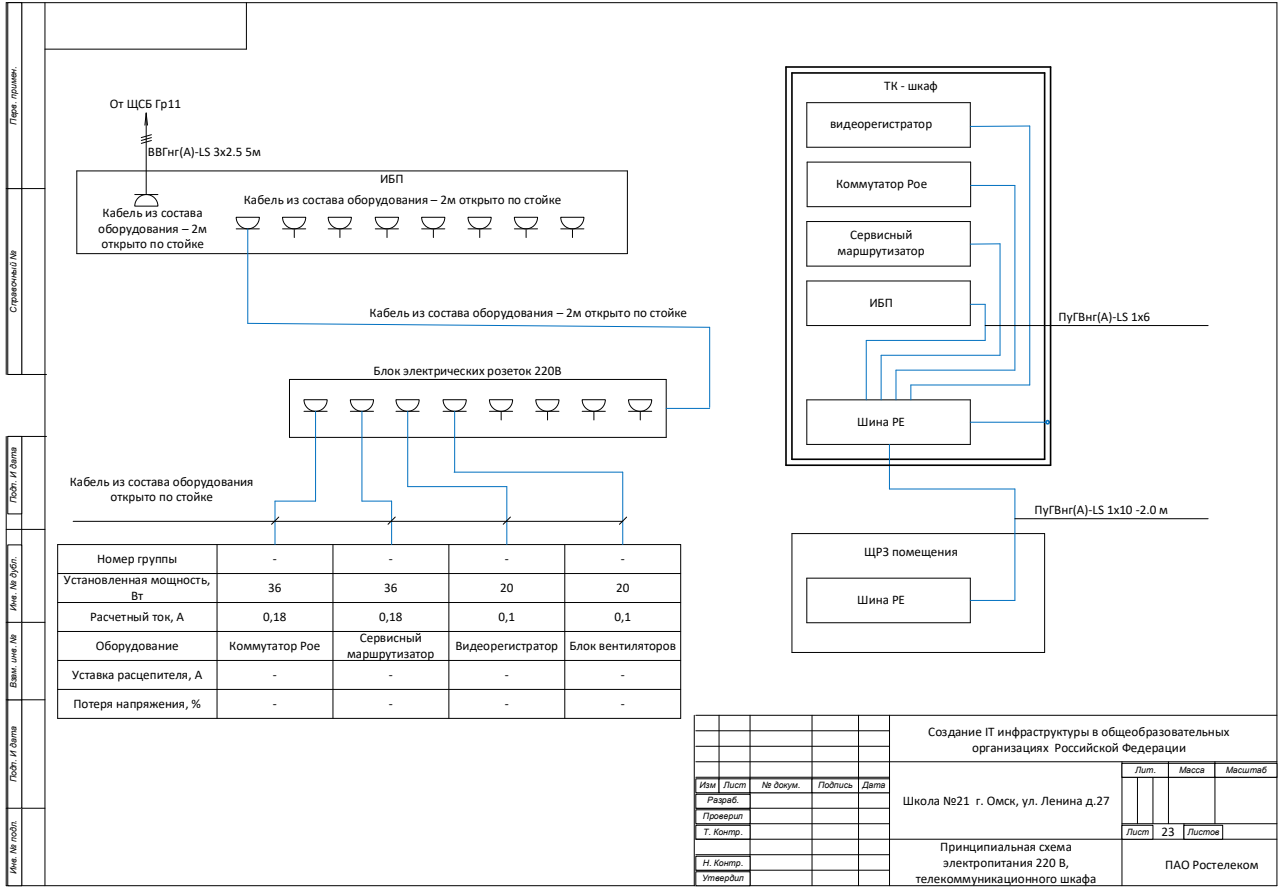 Перв. примен.
Справочный №
Подп. И дата
Инв. № дубл.
Взам. инв. №
Подп. И дата
Инв. № подл.
От ЩСБ Гр11
ВВГнг(A)-LS 3x2.5 5м
ИБП
Кабель из состава
оборудования – 2м
открыто по стойке
Кабель из состава оборудования – 2м открыто по стойке
Кабель из состава оборудования – 2м открыто по стойке
Блок электрических розеток 220В
Кабель из состава оборудования
открыто по стойке
Номер группы - - - -
Установленная мощность,
Вт 36 36 20 20
Расчетный ток, А 0,18 0,18 0,1 0,1
Оборудование Коммутатор Poe Сервисный
маршрутизатор Видеорегистратор Блок вентиляторов
Уставка расцепителя, А - - - -
Потеря напряжения, % - - - -
ТК - шкаф
видеорегистратор
Коммутатор Poe
Сервисный
маршрутизатор
ИБП
ПуГВнг(A)-LS 1x6
Шина PE
ПуГВнг(A)-LS 1x10 -2.0 м
ЩРЗ помещения
Шина PE
Создание IT инфраструктуры в общеобразовательных
организациях Российской Федерации
Изм Лист № докум. Подпись Дата
Разраб.
Проверил
Т. Контр.
Н. Контр.
Утвердил
Школа №21 г. Омск, ул. Ленина д.27
Лит. Масса Масштаб
Лист 23 Листов
Принципиальная схема
электропитания 220 В,
телекоммуникационного шкафа
ПАО Ростелеком